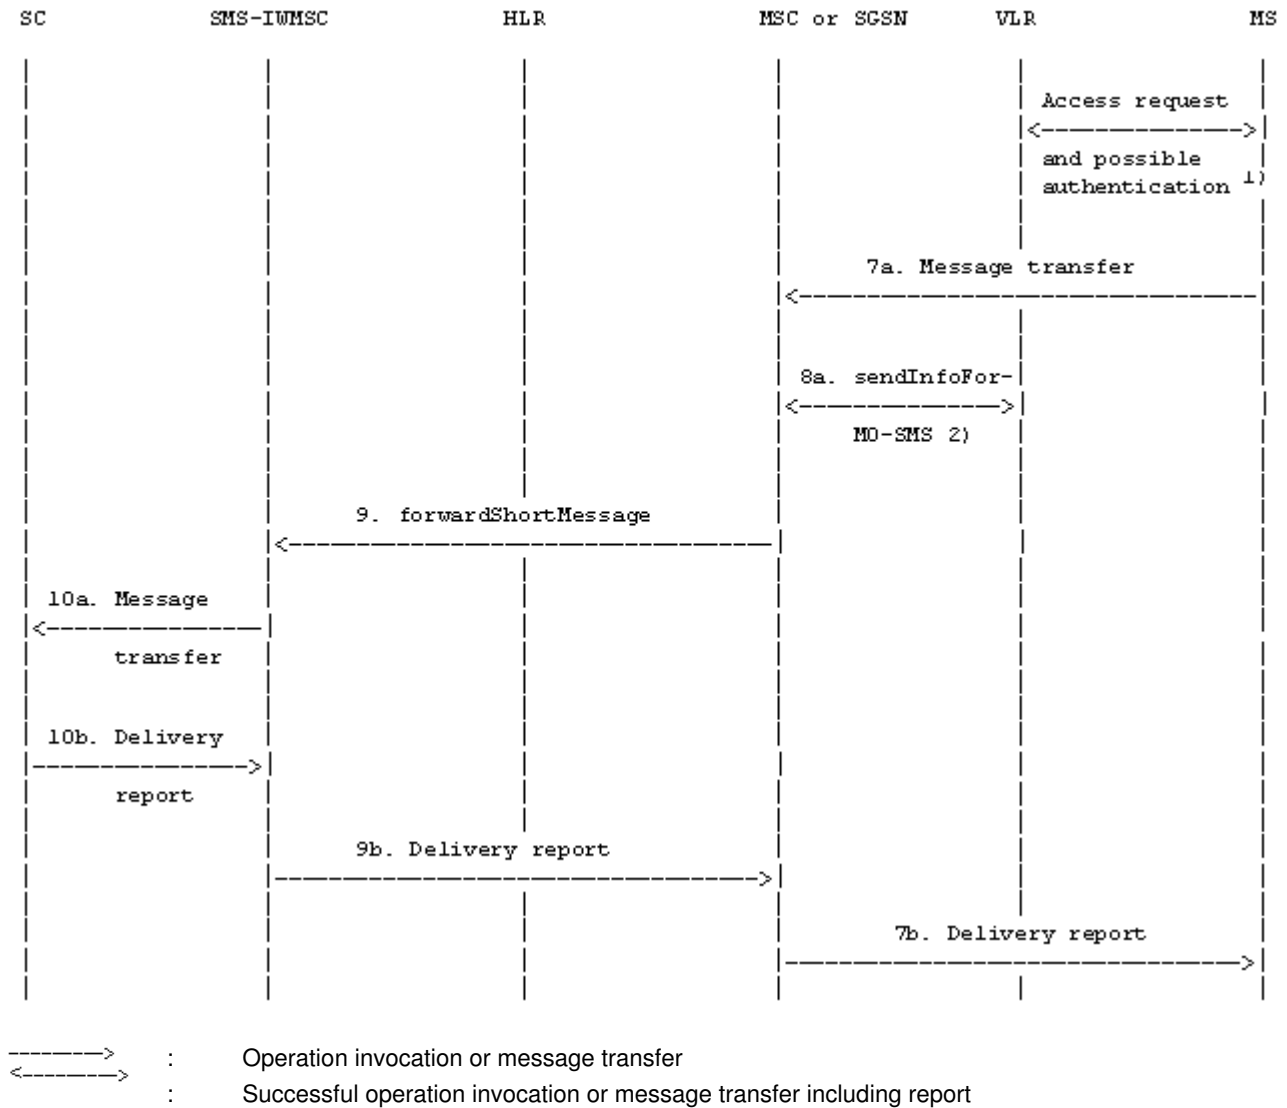 SC SMS-IWMSC HLR MSC or SGSN VLR MS
Access request
and possible
authentication 1)
7a. Message transfer
8a. sendInfoFor-
MO-SMS 2)
9. forwardShortMessage
10a. Message
transfer
10b. Delivery
report
9b. Delivery report
7b. Delivery report
: Operation invocation or message transfer
: Successful operation invocation or message transfer including report